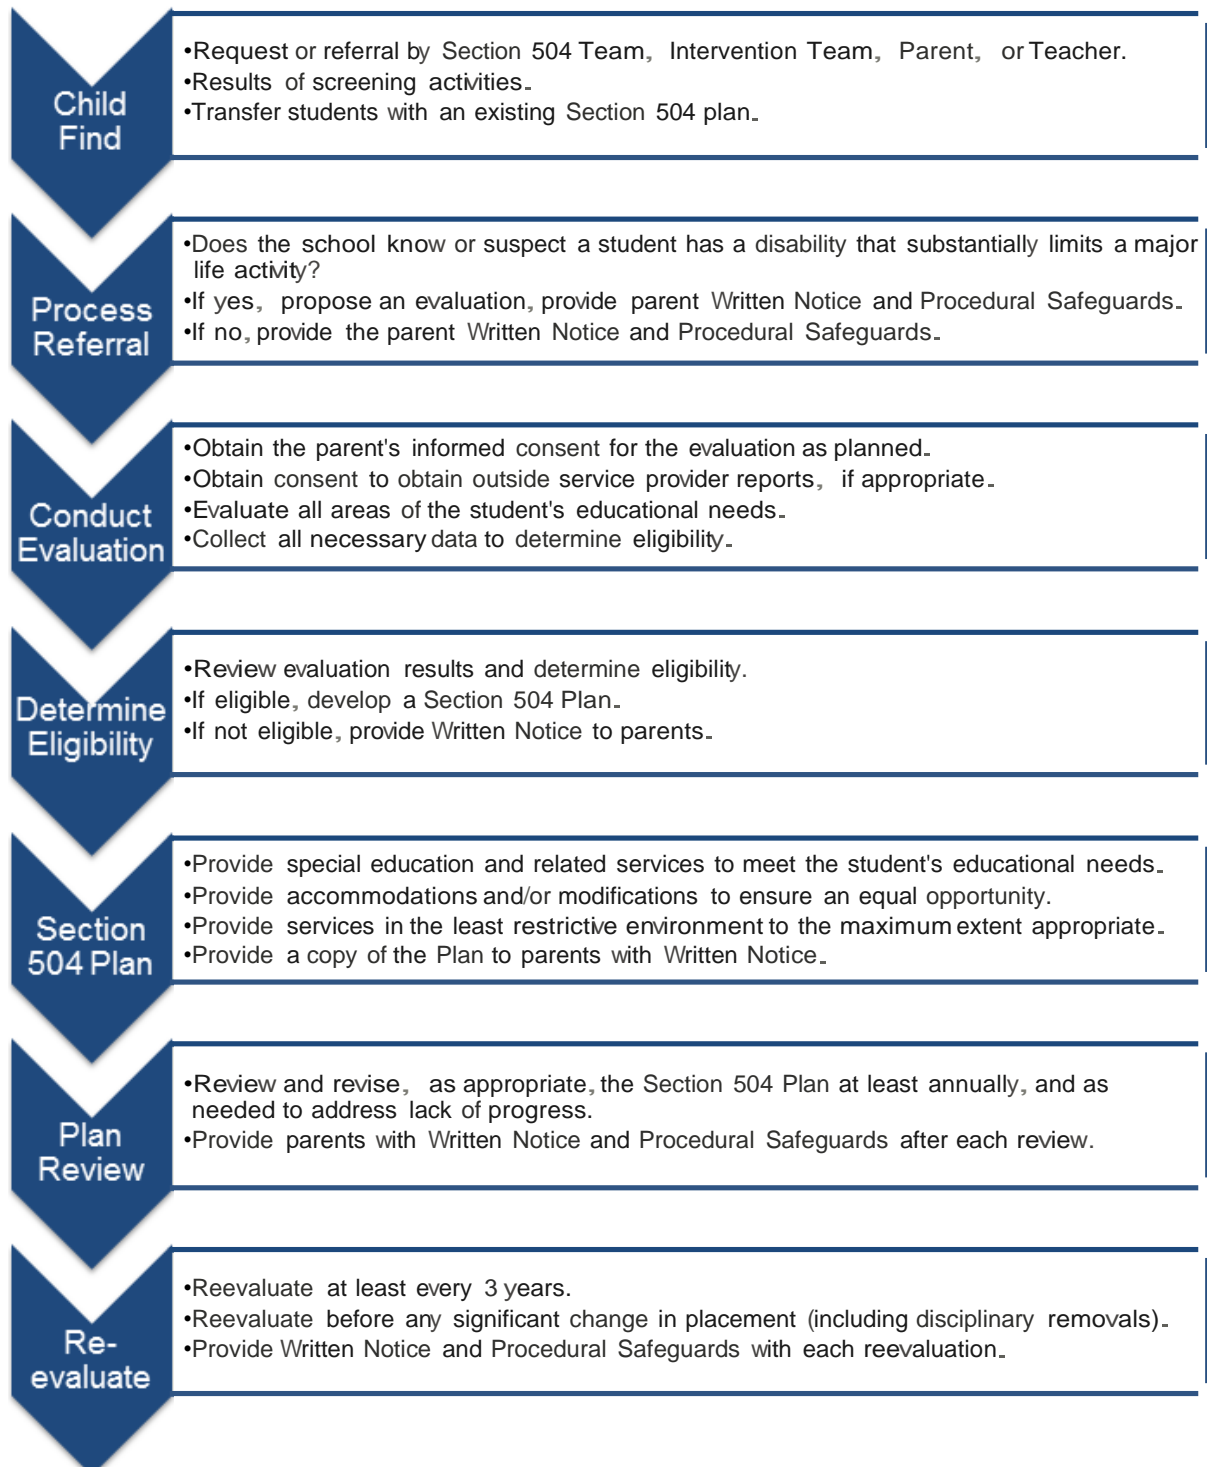 Child
Find
•Request or referral by Section 504 Team, Intervention Team, Parent, or Teacher.
•Results of screening activities.
•Transfer students with an existing Section 504 plan.
Process
Referral
•Does the school know or suspect a student has a disability that substantially limits a major
life activity?
•If yes, propose an evaluation, provide parent Written Notice and Procedural Safeguards.
•If no, provide the parent Written Notice and Procedural Safeguards.
Conduct
Evaluation
•Obtain the parent's informed consent for the evaluation as planned.
•Obtain consent to obtain outside service provider reports, if appropriate.
•Evaluate all areas of the student's educational needs.
•Collect all necessary data to determine eligibility.
Determine
Eligibility
•Review evaluation results and determine eligibility.
•If eligible, develop a Section 504 Plan.
•If not eligible, provide Written Notice to parents.
Section
504 Plan
•Provide special education and related services to meet the student's educational needs.
•Provide accommodations and/or modifications to ensure an equal opportunity.
•Provide services in the least restrictive environment to the maximum extent appropriate.
•Provide a copy of the Plan to parents with Written Notice.
Plan
Review
•Review and revise, as appropriate, the Section 504 Plan at least annually, and as
needed to address lack of progress.
•Provide parents with Written Notice and Procedural Safeguards after each review.
Re-
evaluate
•Reevaluate at least every 3 years.
•Reevaluate before any significant change in placement (including disciplinary removals).
•Provide Written Notice and Procedural Safeguards with each reevaluation.